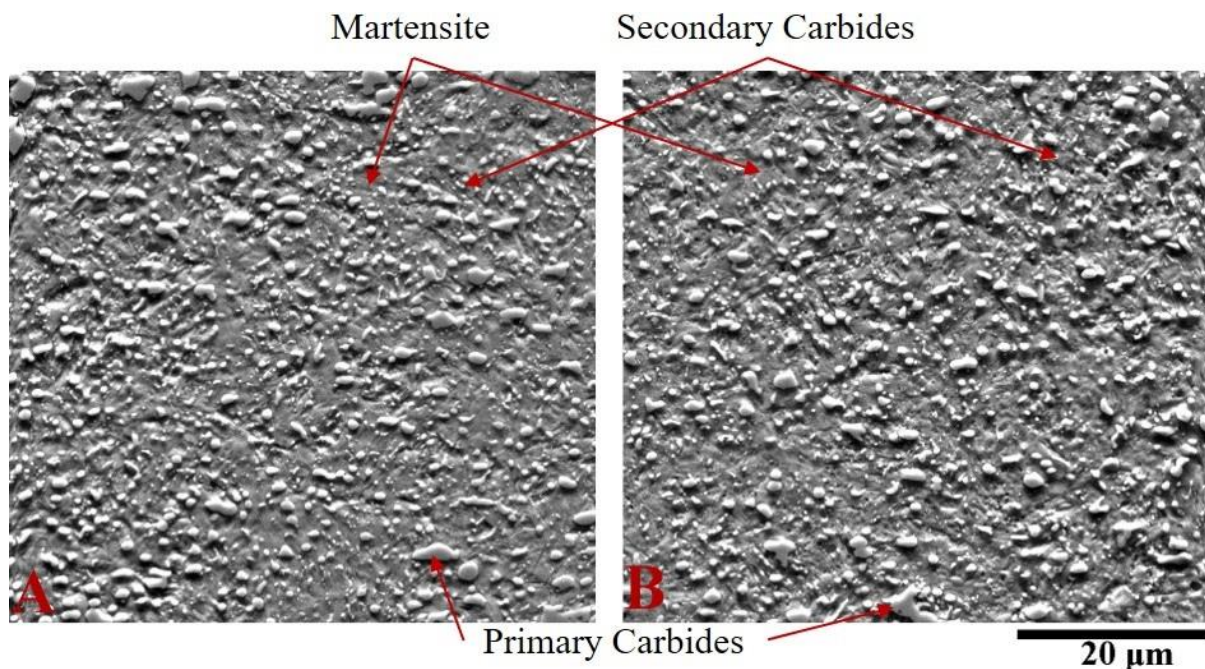 Martensite
Secondary Carbides
A
B
Primary Carbides
20 μm